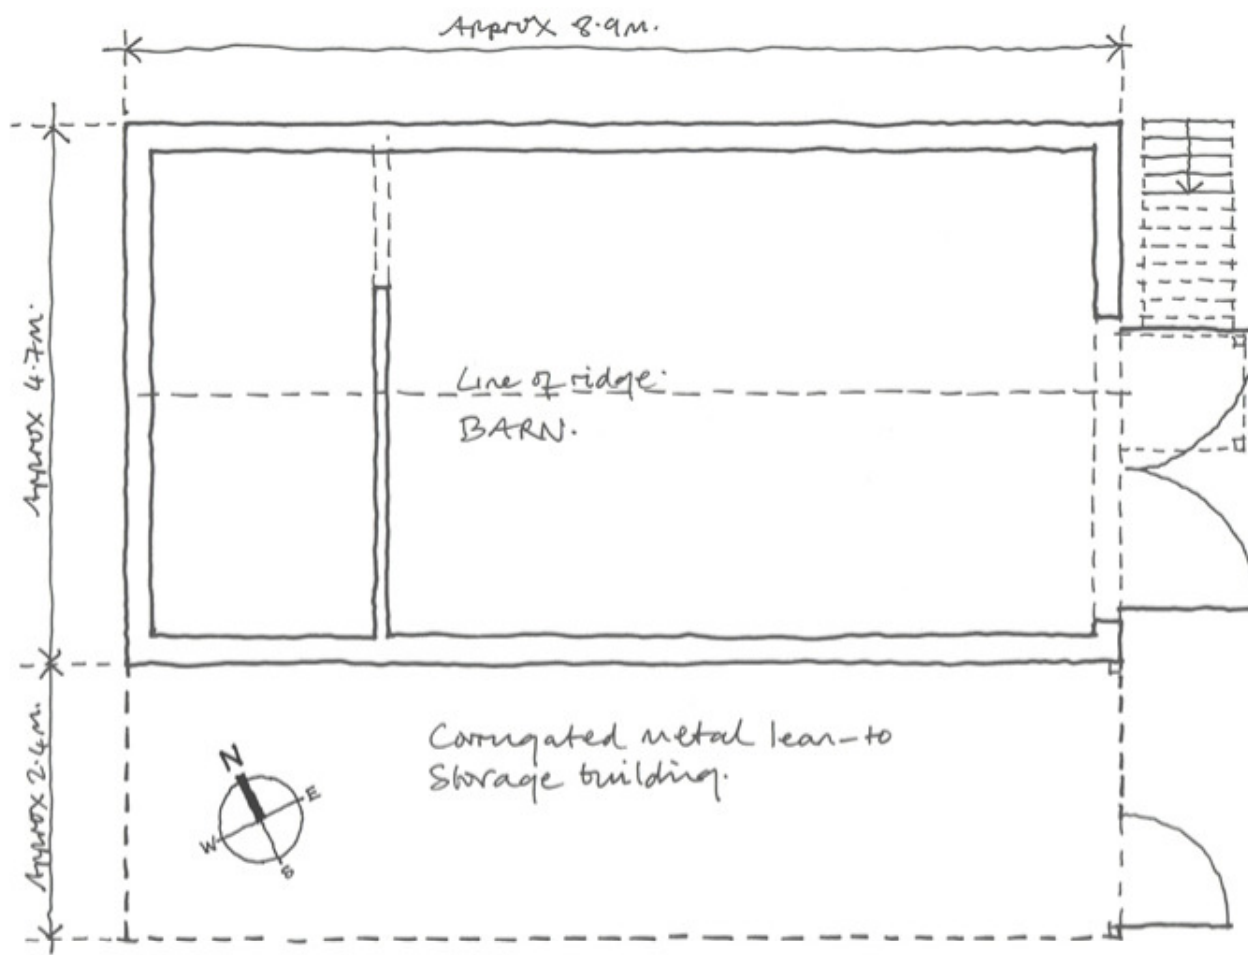 Approx 8.9m.
Approx 4.7m.
Line of ridge.
BARN.
Approx 2.4m.
Corrugated metal lean-to
Storage building.
N
E
W
S